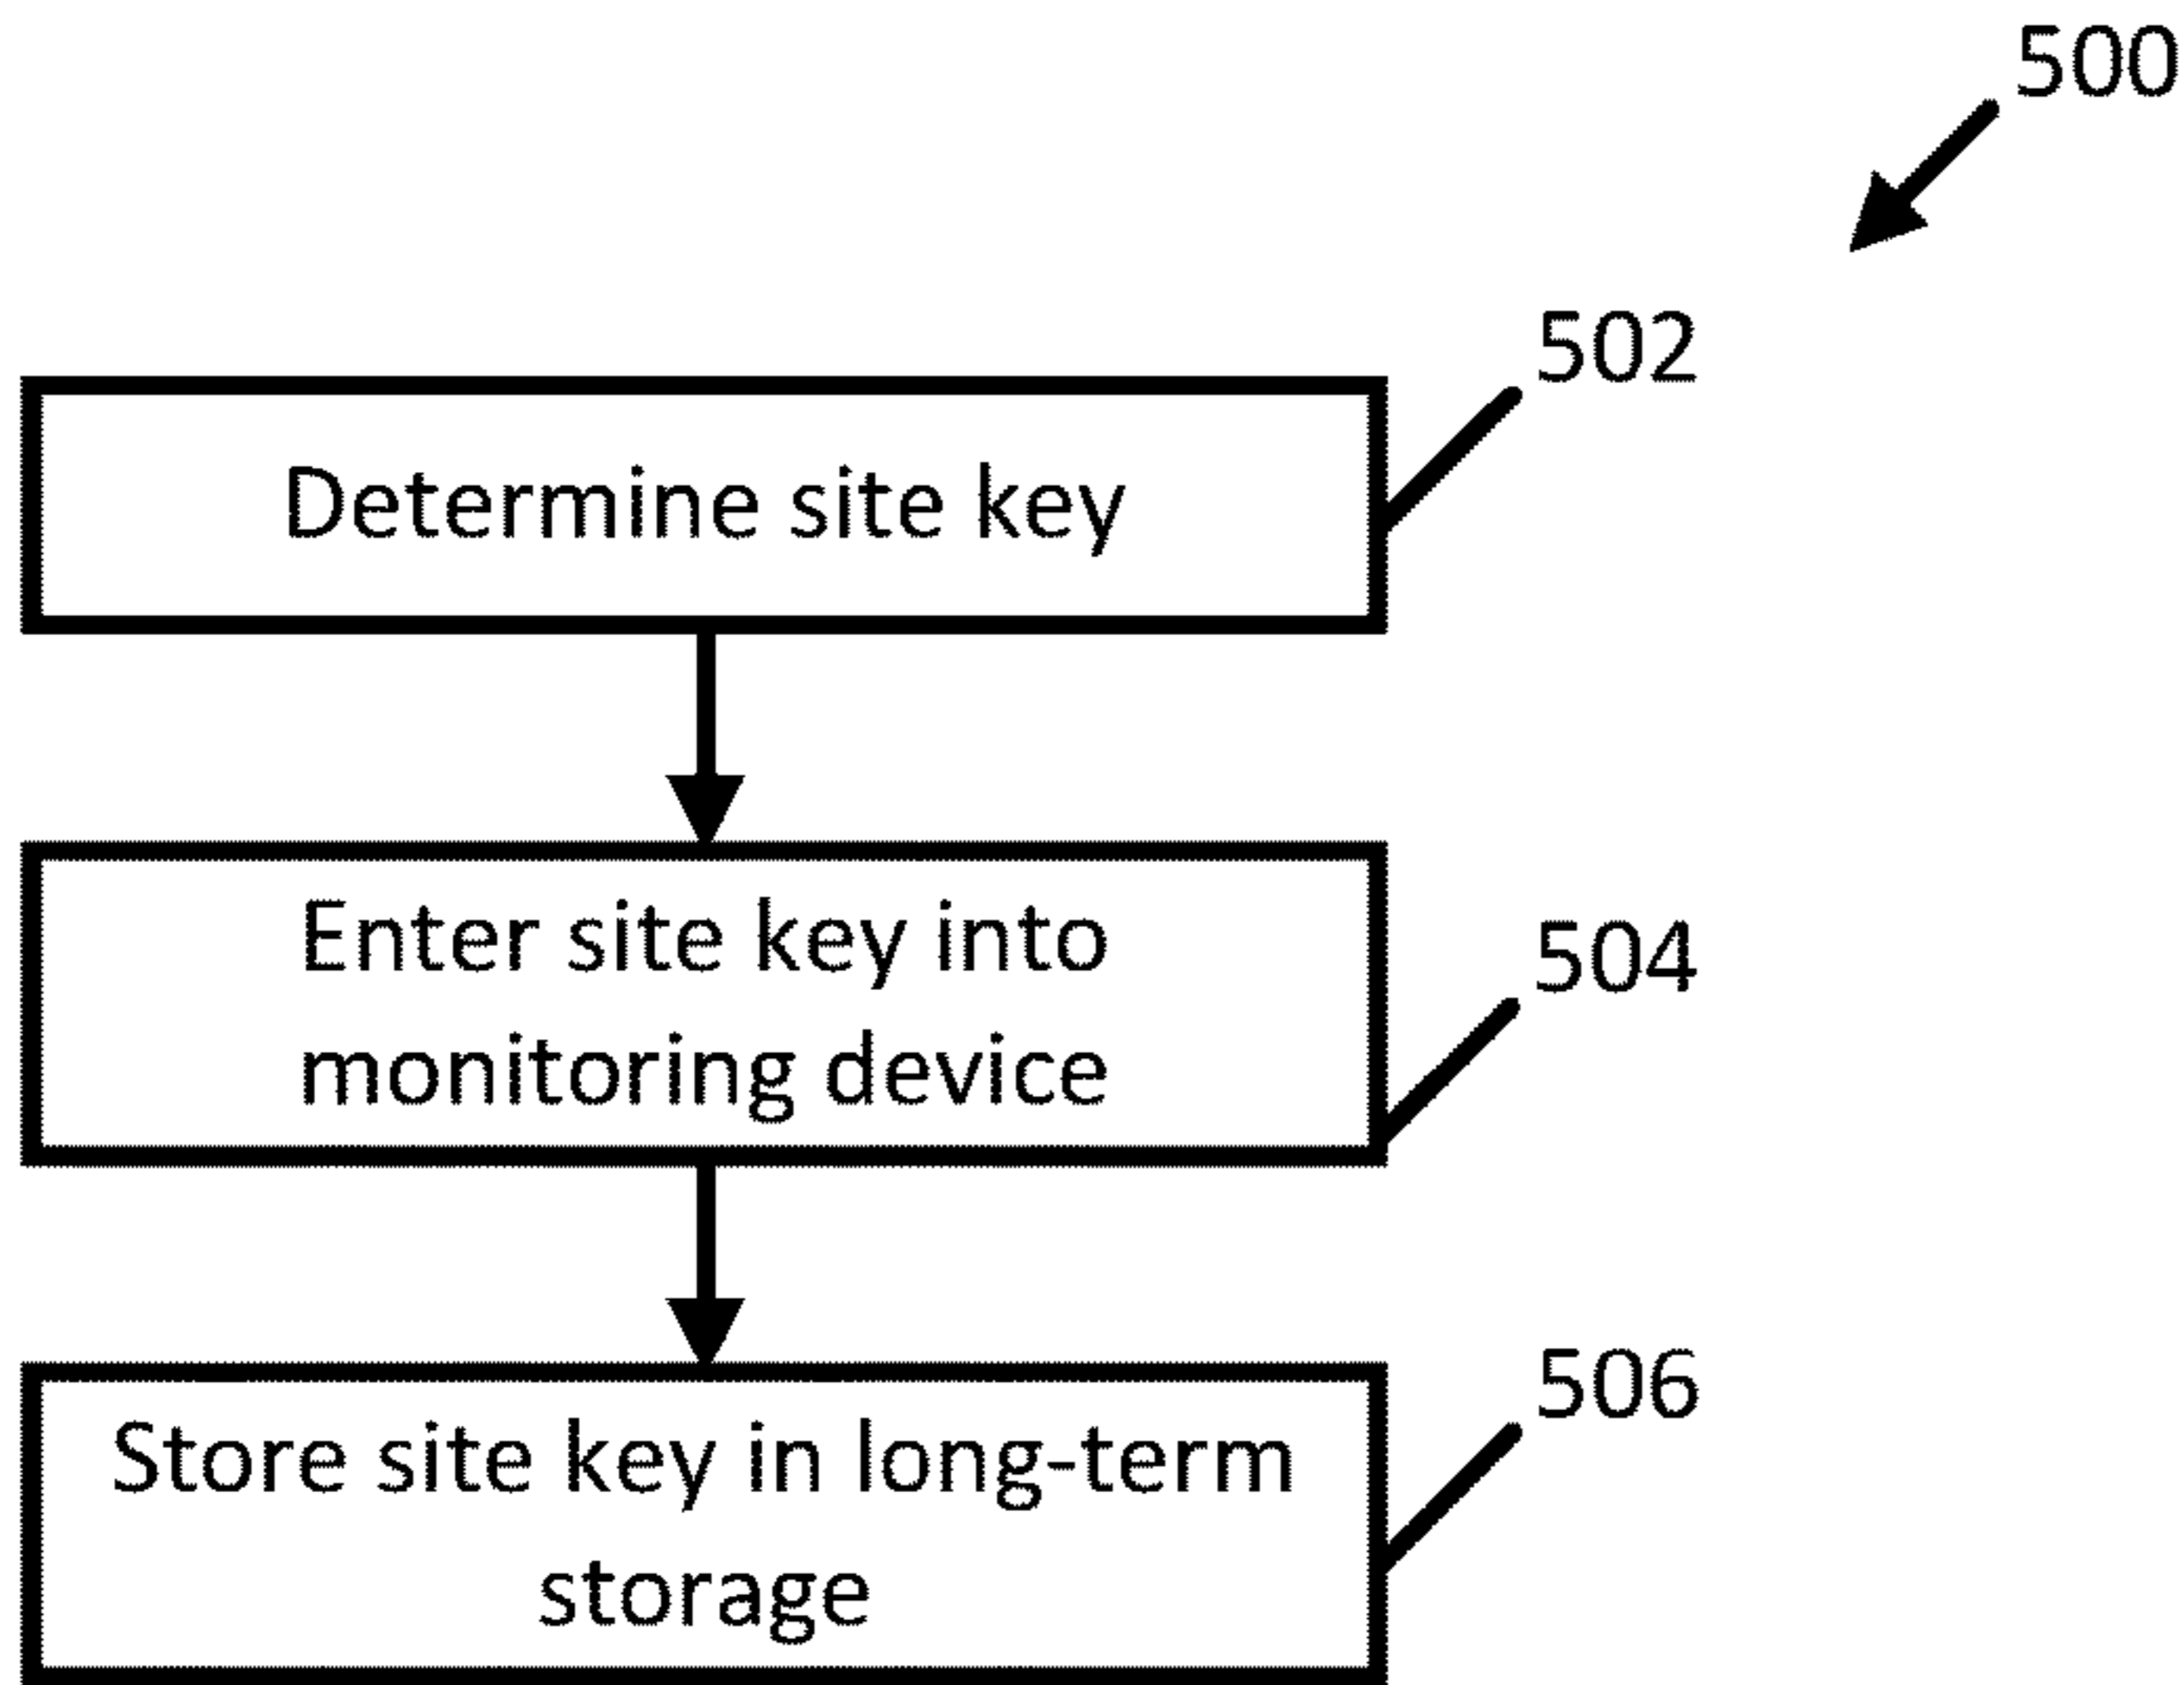 500
502
Determine site key
Enter site key into
monitoring device
504
Store site key in long-term
storage
506